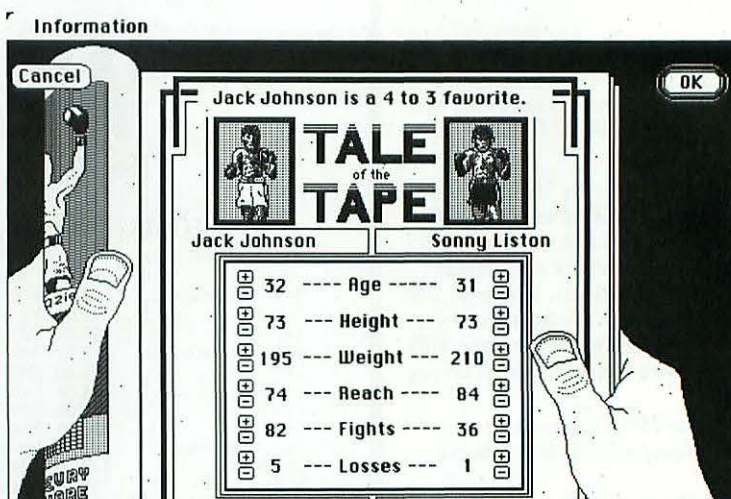 Information
Cancel
OK
Jack Johnson is a 4 to 3 favorite.
TALE
of the
TAPE
Jack Johnson Sonny Liston
+ 32 ---- Age ---- 31 +
- -
+ 73 --- Height ---- 73 +
- -
+ 195 --- Weight ---- 210 +
- -
+ 74 --- Reach ---- 84 +
- -
+ 82 --- Fights ---- 36 +
- -
+ 5 --- Losses ---- 1 +
- -